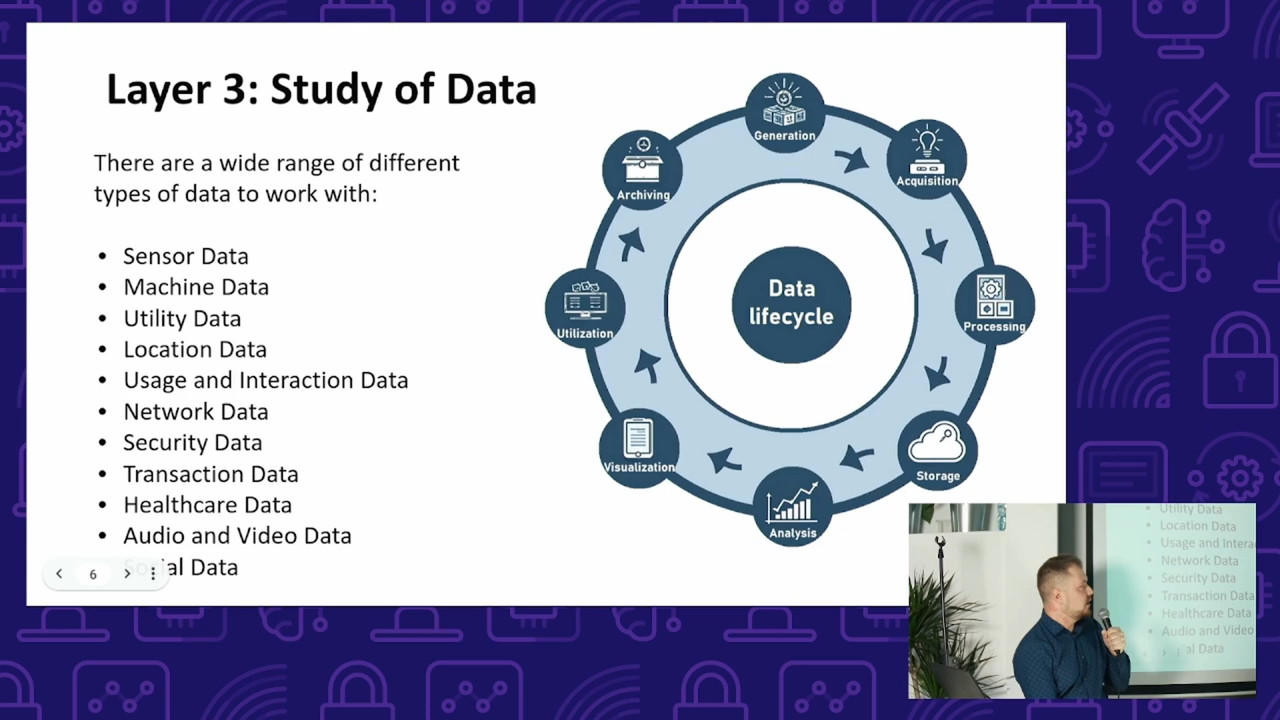 Layer 3: Study of Data
There are a wide range of different
types of data to work with:
• Sensor Data
• Machine Data
• Utility Data
• Location Data
• Usage and Interaction Data
• Network Data
• Security Data
• Transaction Data
• Healthcare Data
• Audio and Video Data
al Data
6
Generation
Acquisition
Processing
Storage
Analysis
Visualization
Utilization
Archiving
Data
lifecycle
Utility Data
• Location Data
• Usage and Intera
• Network Data
• Security Data
• Transaction Data
• Healthcare Data
• Audio and Video
al Data